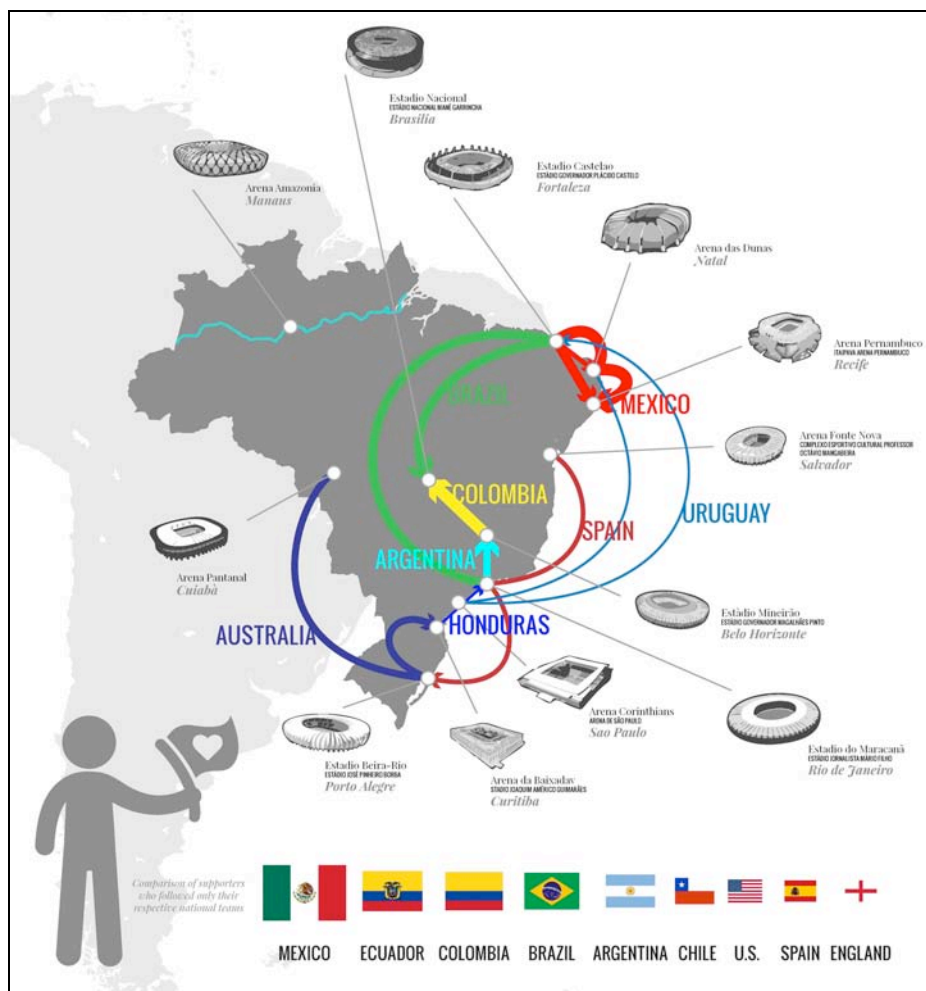 Estadio Nacional
ESTÁDIO NACIONAL MANÉ GARRINCHA
Brasilia
Arena Amazonia
Manaus
Estadio Castelao
ESTÁDIO GOVERNADOR PLÁCIDO CASTELO
Fortaleza
Arena das Dunas
Natal
Arena Pernambuco
ITAIPAVA ARENA PERNAMBUCO
Recife
BRAZIL
MEXICO
Arena Fonte Nova
COMPLEXO ESPORTIVO CULTURAL PROFESSOR
OCTÁVIO MANGABEIRA
Salvador
COLOMBIA
URUGUAY
SPAIN
ARGENTINA
Arena Pantanal
Cuiabà
AUSTRALIA
HONDURAS
Estàdio Mineirão
ESTÁDIO GOVERNADOR MAGALHÃES PINTO
Belo Horizonte
Arena Corinthians
ARENA DE SÃO PAULO
Sao Paulo
Estadio do Maracanã
ESTÁDIO JORNALISTA MÁRIO FILHO
Rio de Janeiro
Estadio Beira-Rio
ESTÁDIO JOSÉ PINHEIRO BORBA
Porto Alegre
Arena da Baixadav
STADIO JOAQUIM AMÉRICO GUIMARÃES
Curitiba
Comparison of supporters
who followed only their
respective national teams
MEXICO ECUADOR COLOMBIA BRAZIL ARGENTINA CHILE U.S. SPAIN ENGLAND